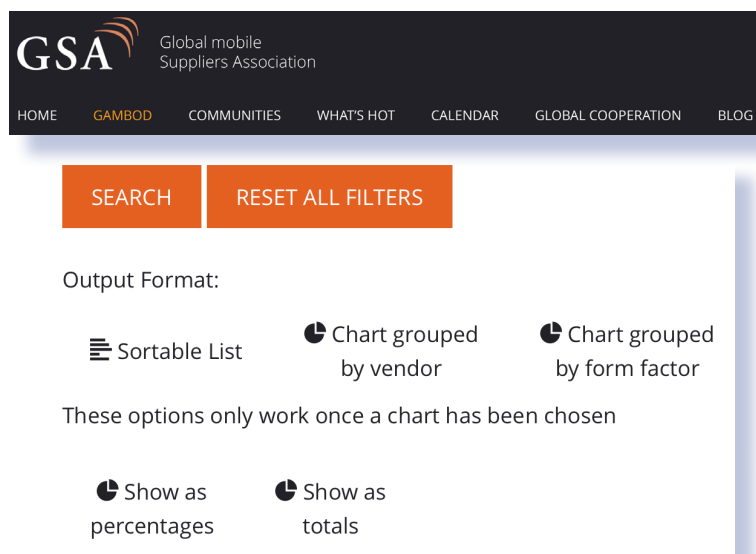 GSA
Global mobile
Suppliers Association
HOME GAMBOD COMMUNITIES WHAT'S HOT CALENDAR GLOBAL COOPERATION BLOG
SEARCH RESET ALL FILTERS
Output Format:
Sortable List
Chart grouped
by vendor
Chart grouped
by form factor
These options only work once a chart has been chosen
Show as
percentages
Show as
totals